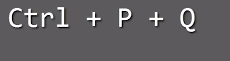 Ctrl + P + Q